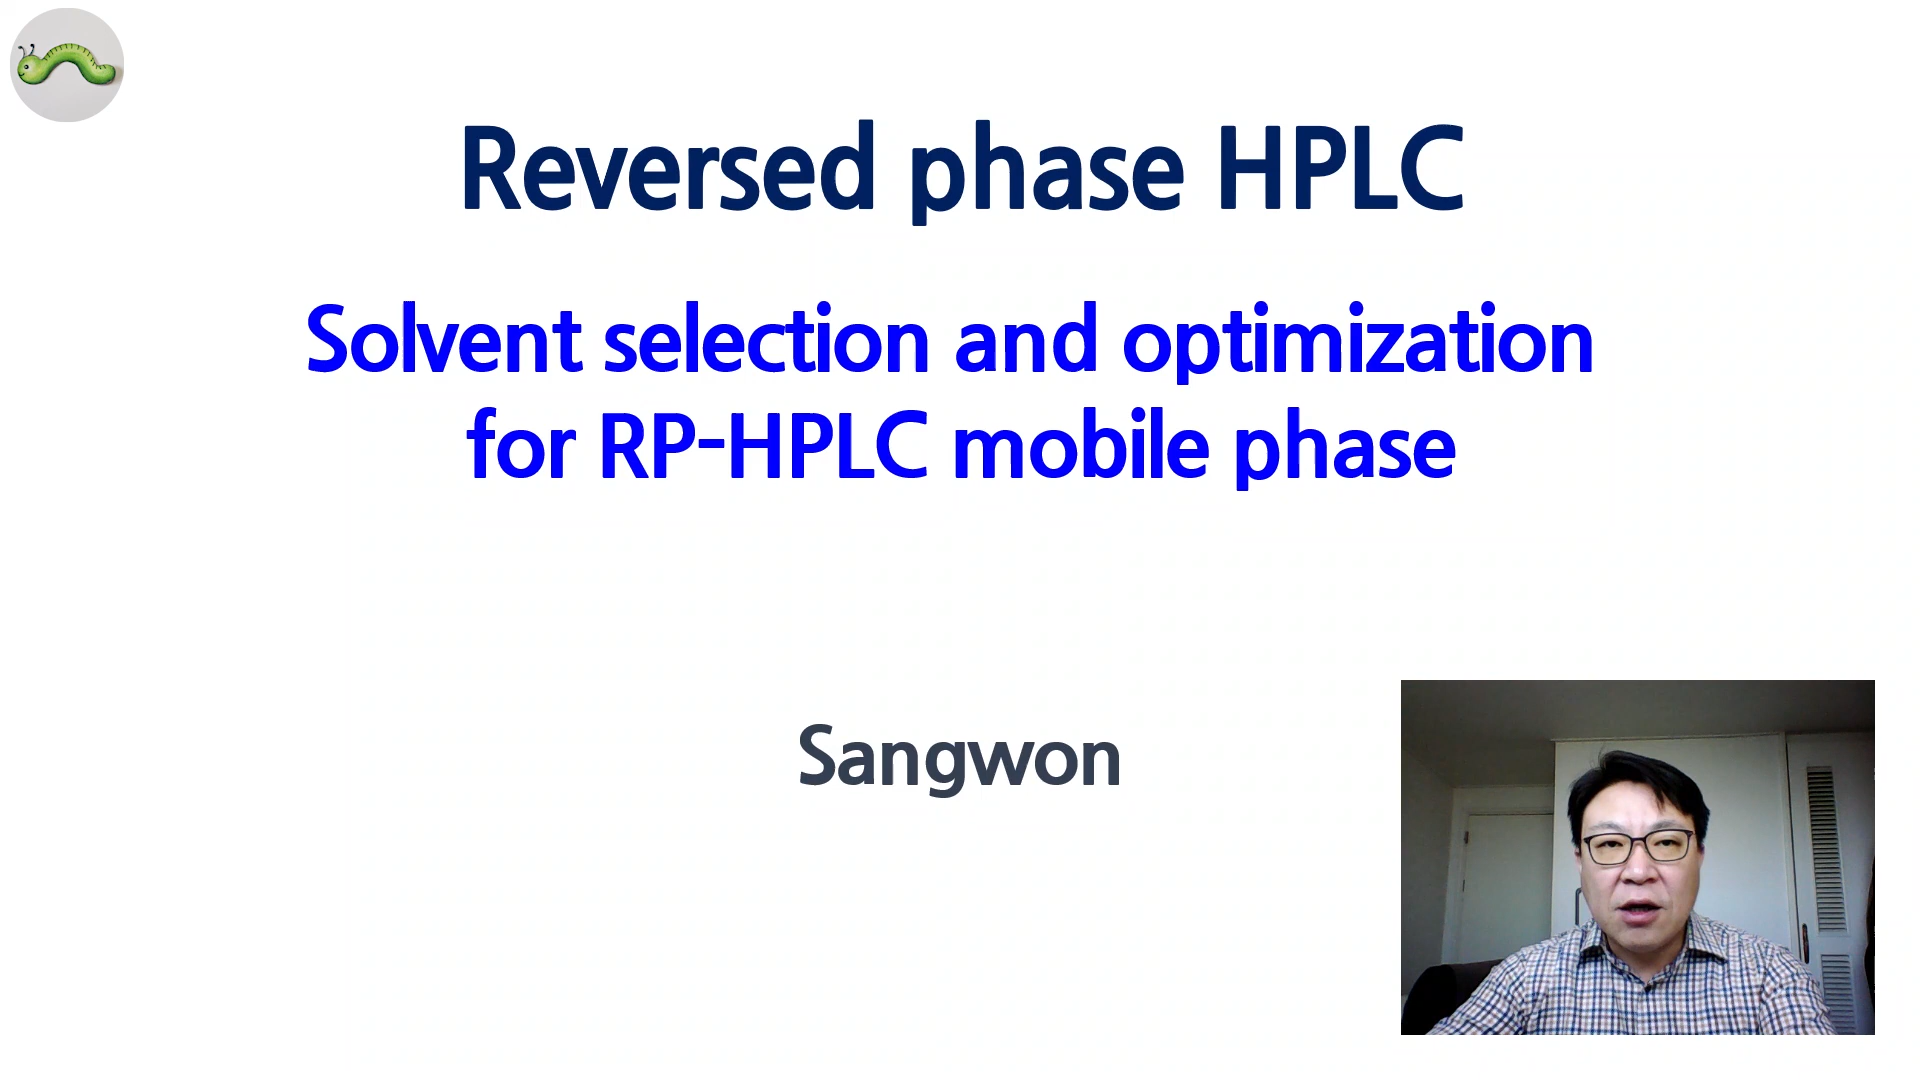 Reversed phase HPLC
Solvent selection and optimization
for RP-HPLC mobile phase
Sangwon